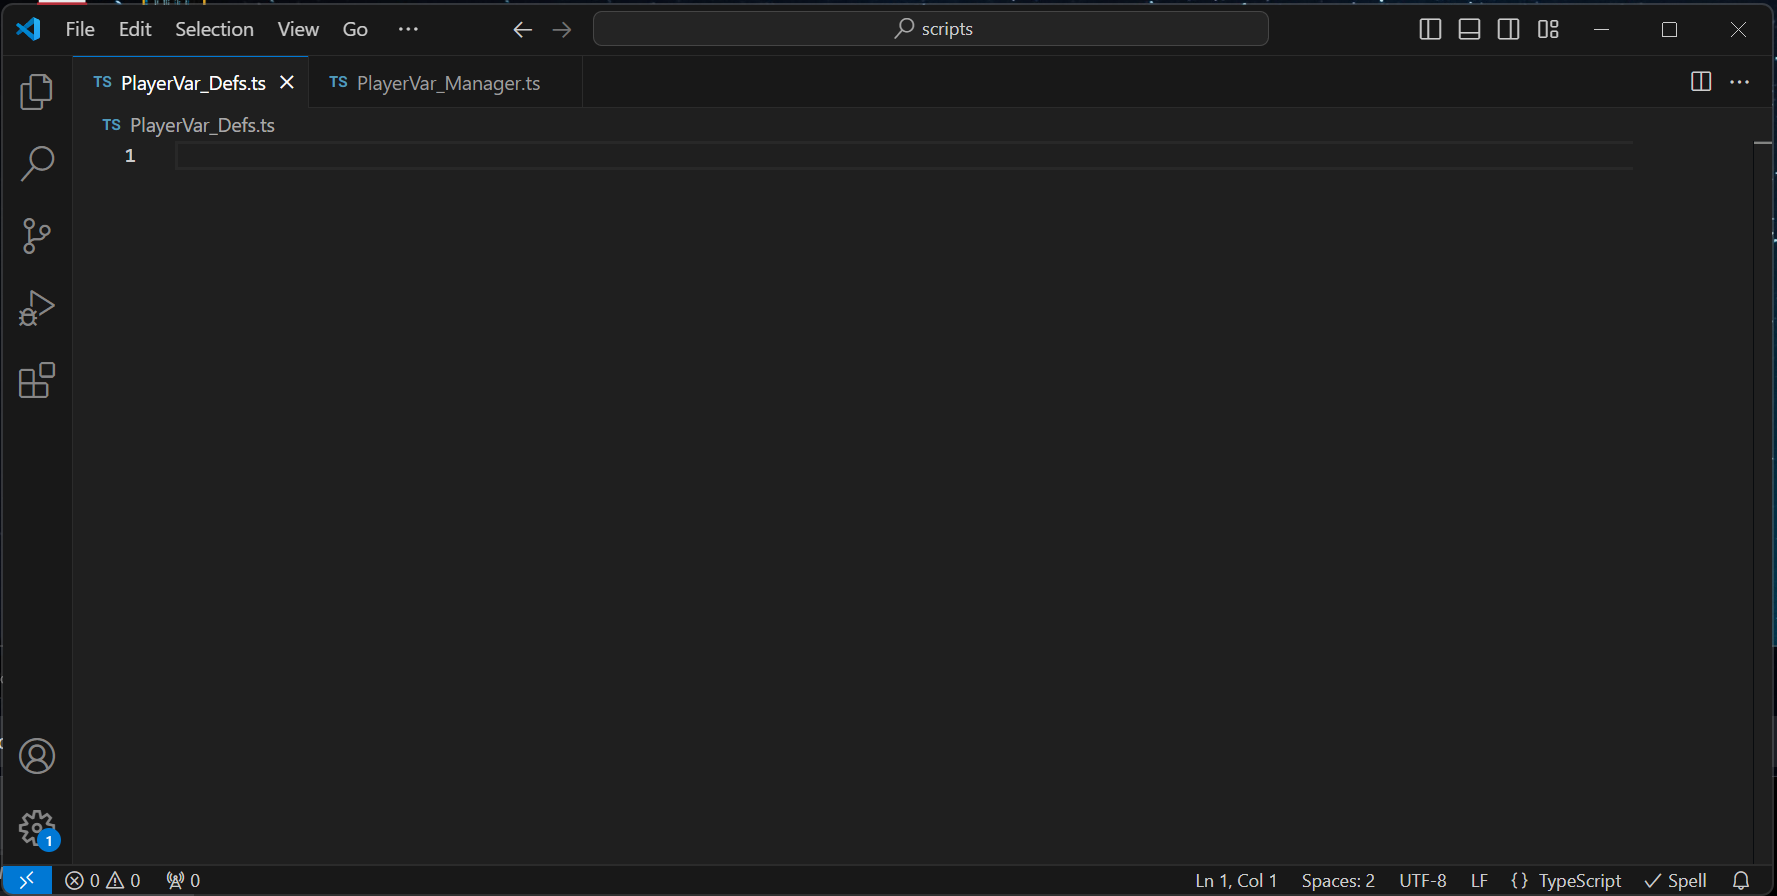 File Edit Selection View Go ··· scripts
TS PlayerVar_Defs.ts TS PlayerVar_Manager.ts
TS PlayerVar_Defs.ts
1
1
0 0 0 Ln 1, Col 1 Spaces: 2 UTF-8 LF {} TypeScript Spell